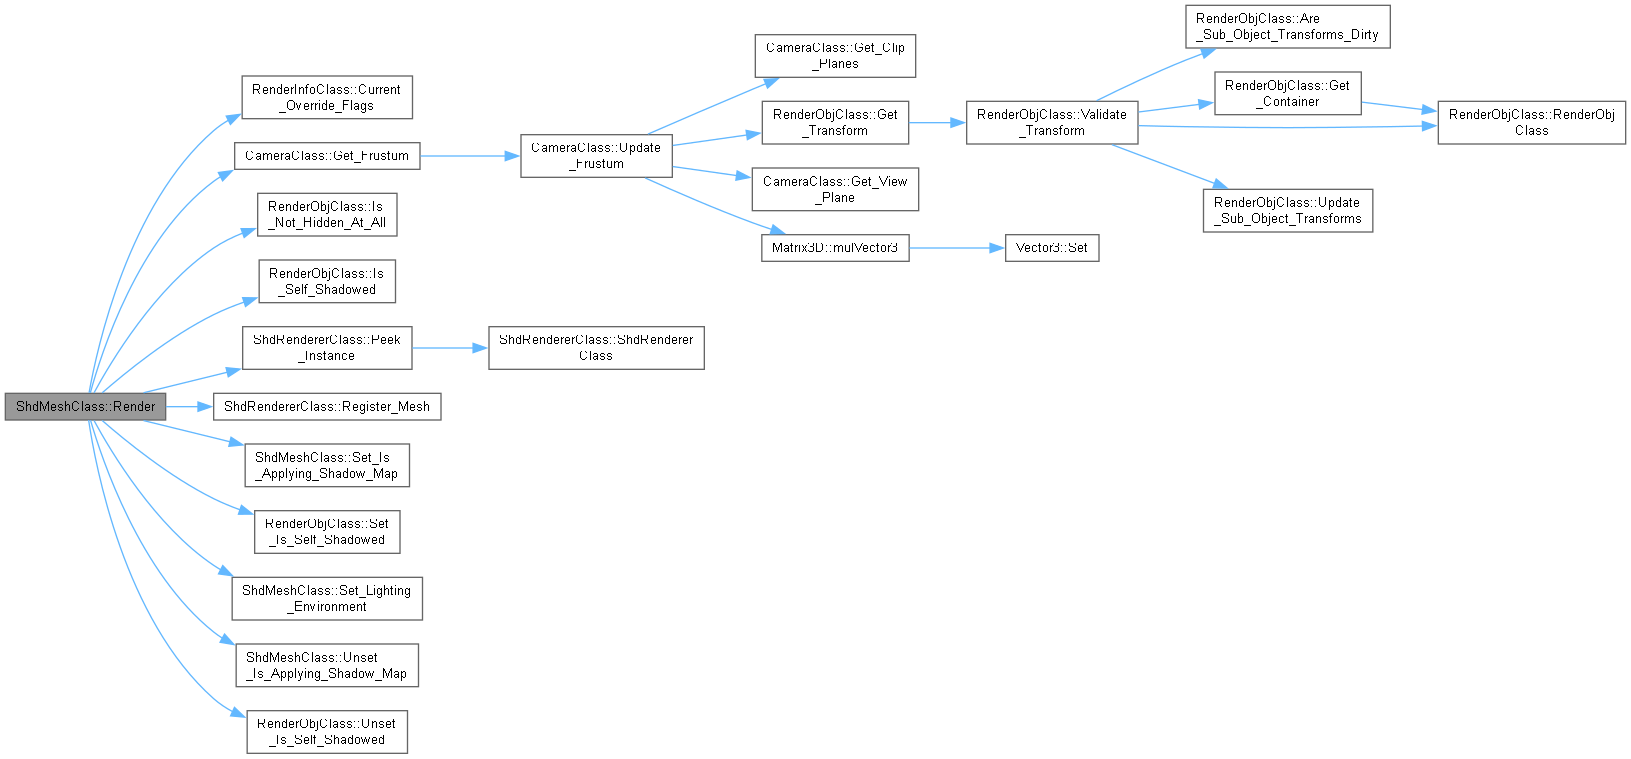 ShdMeshClass::Render
RenderInfoClass::Current
_Override_Flags
CameraClass::Get_Frustum
CameraClass::Update
_Frustum
CameraClass::Get_Clip
_Planes
RenderObjClass::Get
_Transform
RenderObjClass::Validate
_Transform
RenderObjClass::Are
_Sub_Object_Transforms_Dirty
RenderObjClass::Get
_Container
RenderObjClass::RenderObj
Class
RenderObjClass::Update
_Sub_Object_Transforms
CameraClass::Get_View
_Plane
Matrix3D::mulVector3
Vector3::Set
RenderObjClass::Is
_Not_Hidden_At_All
RenderObjClass::Is
_Self_Shadowed
ShdRendererClass::Peek
_Instance
ShdRendererClass::ShdRenderer
Class
ShdRendererClass::Register_Mesh
ShdMeshClass::Set_Is
_Applying_Shadow_Map
RenderObjClass::Set
_Is_Self_Shadowed
ShdMeshClass::Set_Lighting
_Environment
ShdMeshClass::Unset
_Is_Applying_Shadow_Map
RenderObjClass::Unset
_Is_Self_Shadowed